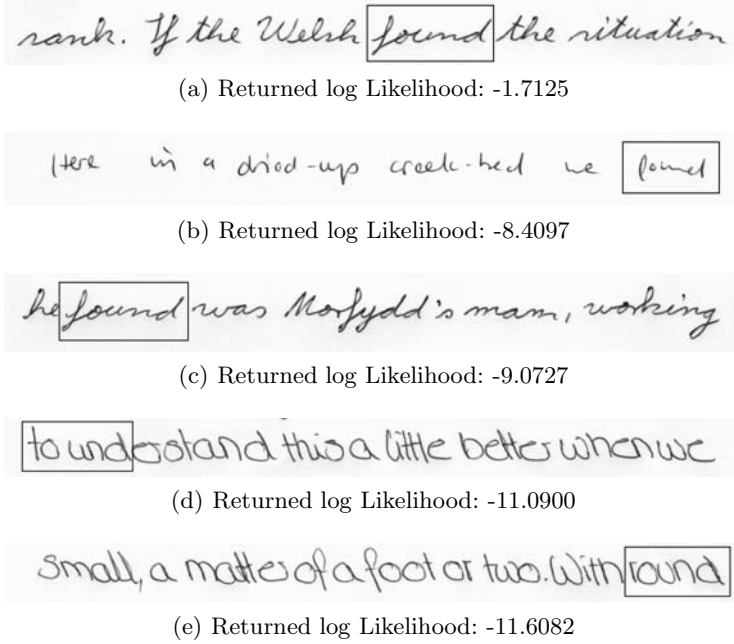 rank. If the Welsh found the situation
(a) Returned log Likelihood: -1.7125
Here in a dried-up creek-bed we found
(b) Returned log Likelihood: -8.4097
he found was Morfydd's mam, working
(c) Returned log Likelihood: -9.0727
to understand this a little better when we
(d) Returned log Likelihood: -11.0900
small, a matter of a foot or two. With round
(e) Returned log Likelihood: -11.6082